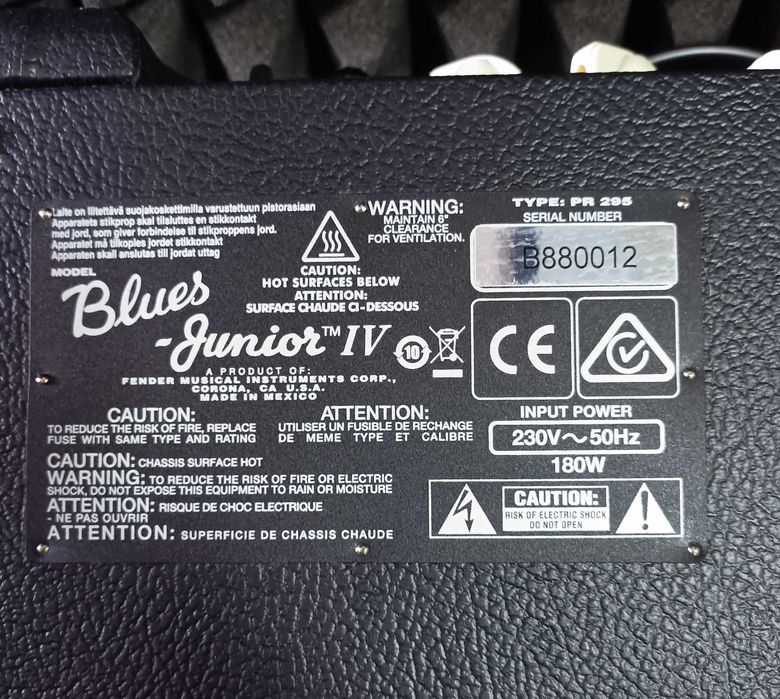 Laite on liitettävä suojakoskettimilla varustettuun pistorasiaan
Apparatets stikprop skal tilsluttes en stikkontakt
med jord, som giver forbindelse til stikproppens jord.
Apparatet må tilkoples jordet stikkontakt
Apparaten skall anslutas till jordat uttag
WARNING:
MAINTAIN 6"
CLEARANCE
FOR VENTILATION.
TYPE: PR 295
SERIAL NUMBER
B880012
CAUTION:
HOT SURFACES BELOW
ATTENTION:
SURFACE CHAUDE CI-DESSOUS
MODEL
Blues
Junior™ IV
10
CE
A PRODUCT OF:
FENDER MUSICAL INSTRUMENTS CORP.,
CORONA, CA U.S.A.
MADE IN MEXICO
CAUTION:
TO REDUCE THE RISK OF FIRE, REPLACE
FUSE WITH SAME TYPE AND RATING
ATTENTION:
UTILISER UN FUSIBLE DE RECHANGE
DE MEME TYPE ET CALIBRE
INPUT POWER
230V~50Hz
180W
CAUTION: CHASSIS SURFACE HOT
WARNING: TO REDUCE THE RISK OF FIRE OR ELECTRIC
SHOCK, DO NOT EXPOSE THIS EQUIPMENT TO RAIN OR MOISTURE
ATTENTION: RISQUE DE CHOC ELECTRIQUE
- NE PAS OUVRIR
ATTENTION: SUPERFICIE DE CHASSIS CHAUDE
CAUTION:
RISK OF ELECTRIC SHOCK
DO NOT OPEN